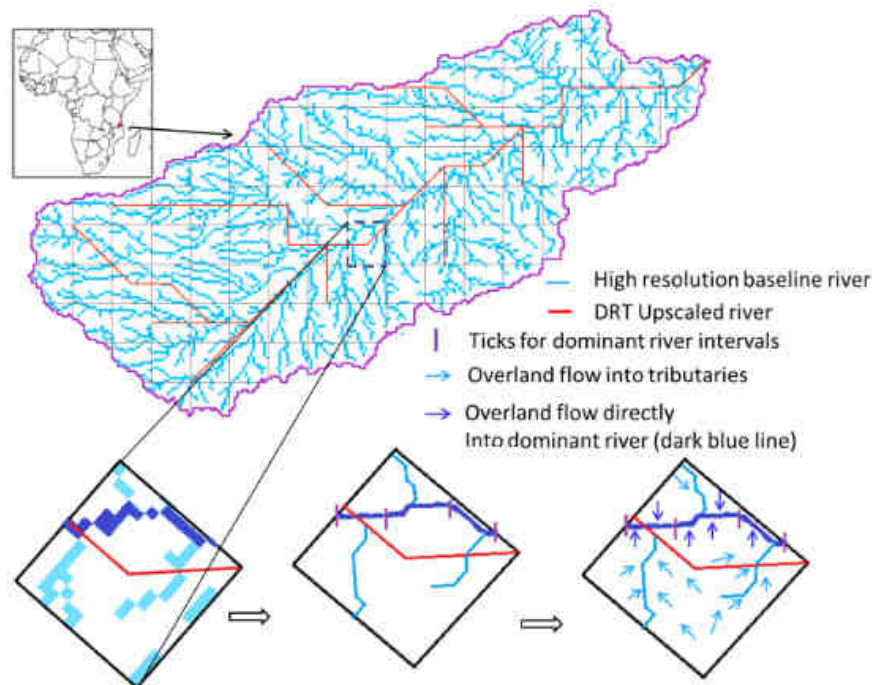 High resolution baseline river
DRT Upscaled river
Ticks for dominant river intervals
Overland flow into tributaries
Overland flow directly
Into dominant river (dark blue line)